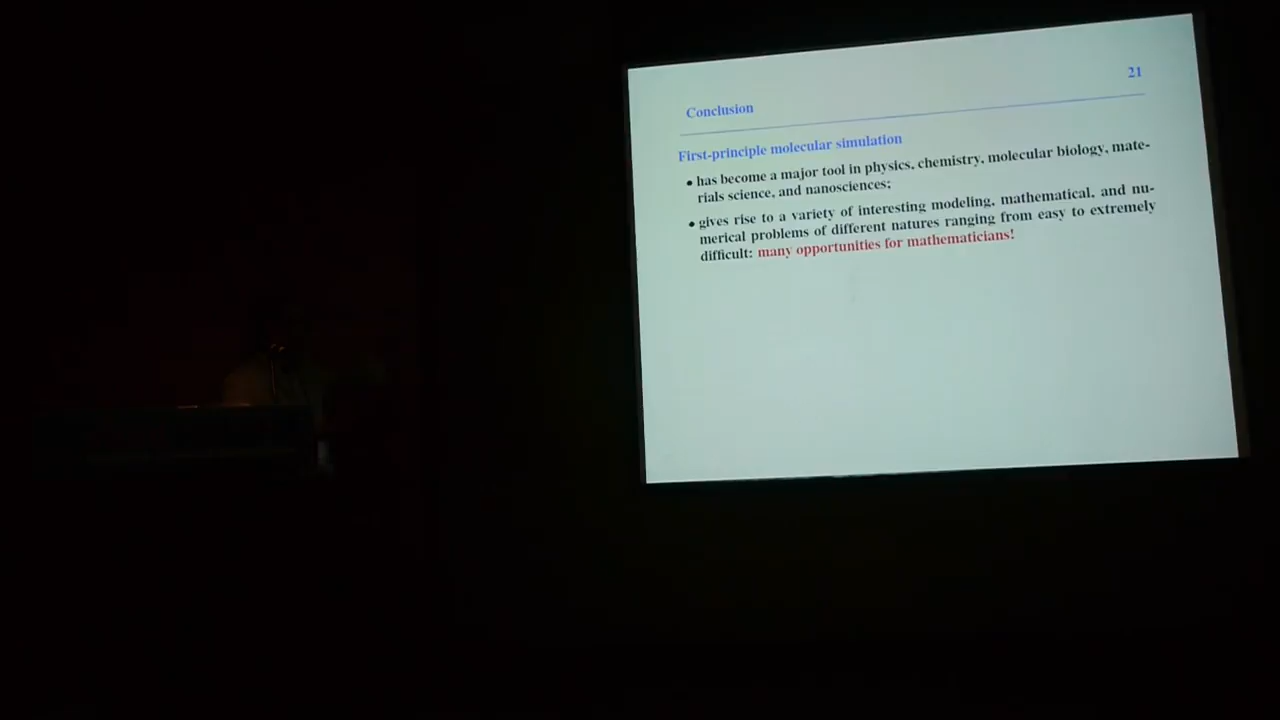 21
Conclusion
First-principle molecular simulation
• has become a major tool in physics, chemistry, molecular biology, mate-
rials science, and nanosciences;
• gives rise to a variety of interesting modeling, mathematical, and nu-
merical problems of different natures ranging from easy to extremely
difficult: many opportunities for mathematicians!